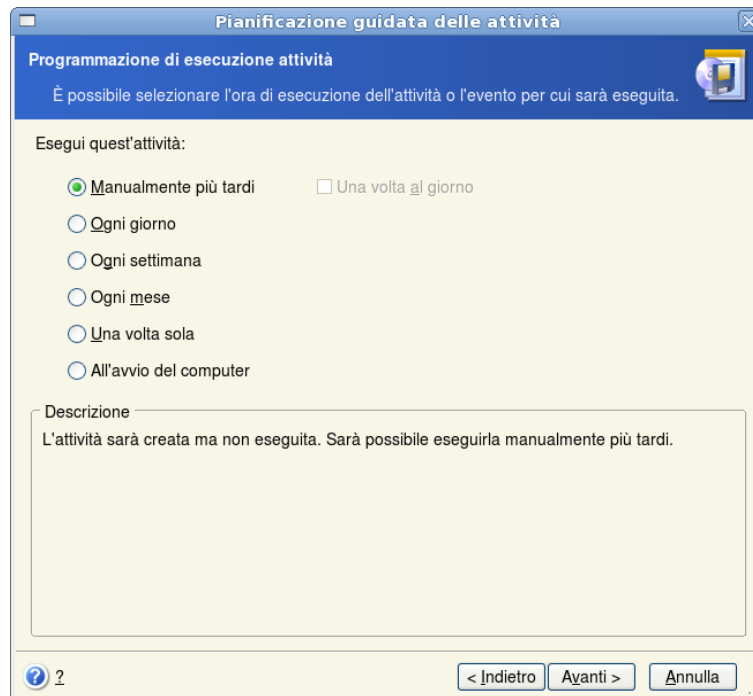 Pianificazione guidata delle attività
Programmazione di esecuzione attività
È possibile selezionare l'ora di esecuzione dell'attività o l'evento per cui sarà eseguita.
Esegui quest'attività:
Manualmente più tardi
Una volta al giorno
Ogni giorno
Ogni settimana
Ogni mese
Una volta sola
All'avvio del computer
Descrizione
L'attività sarà creata ma non eseguita. Sarà possibile eseguirla manualmente più tardi.
?
< Indietro
Avanti >
Annulla